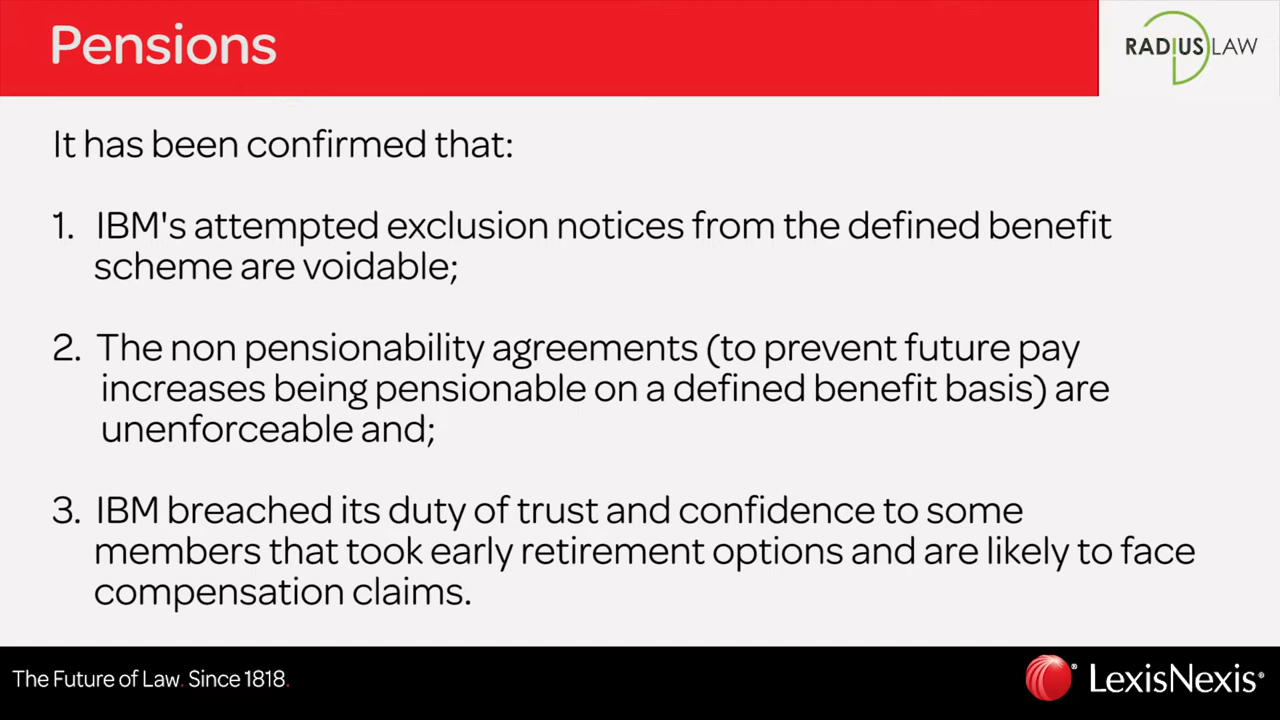 Pensions
RADIUS LAW
It has been confirmed that:
1. IBM's attempted exclusion notices from the defined benefit
scheme are voidable;
2. The non pensionability agreements (to prevent future pay
increases being pensionable on a defined benefit basis) are
unenforceable and;
3. IBM breached its duty of trust and confidence to some
members that took early retirement options and are likely to face
compensation claims.
The Future of Law. Since 1818.
® LexisNexis®